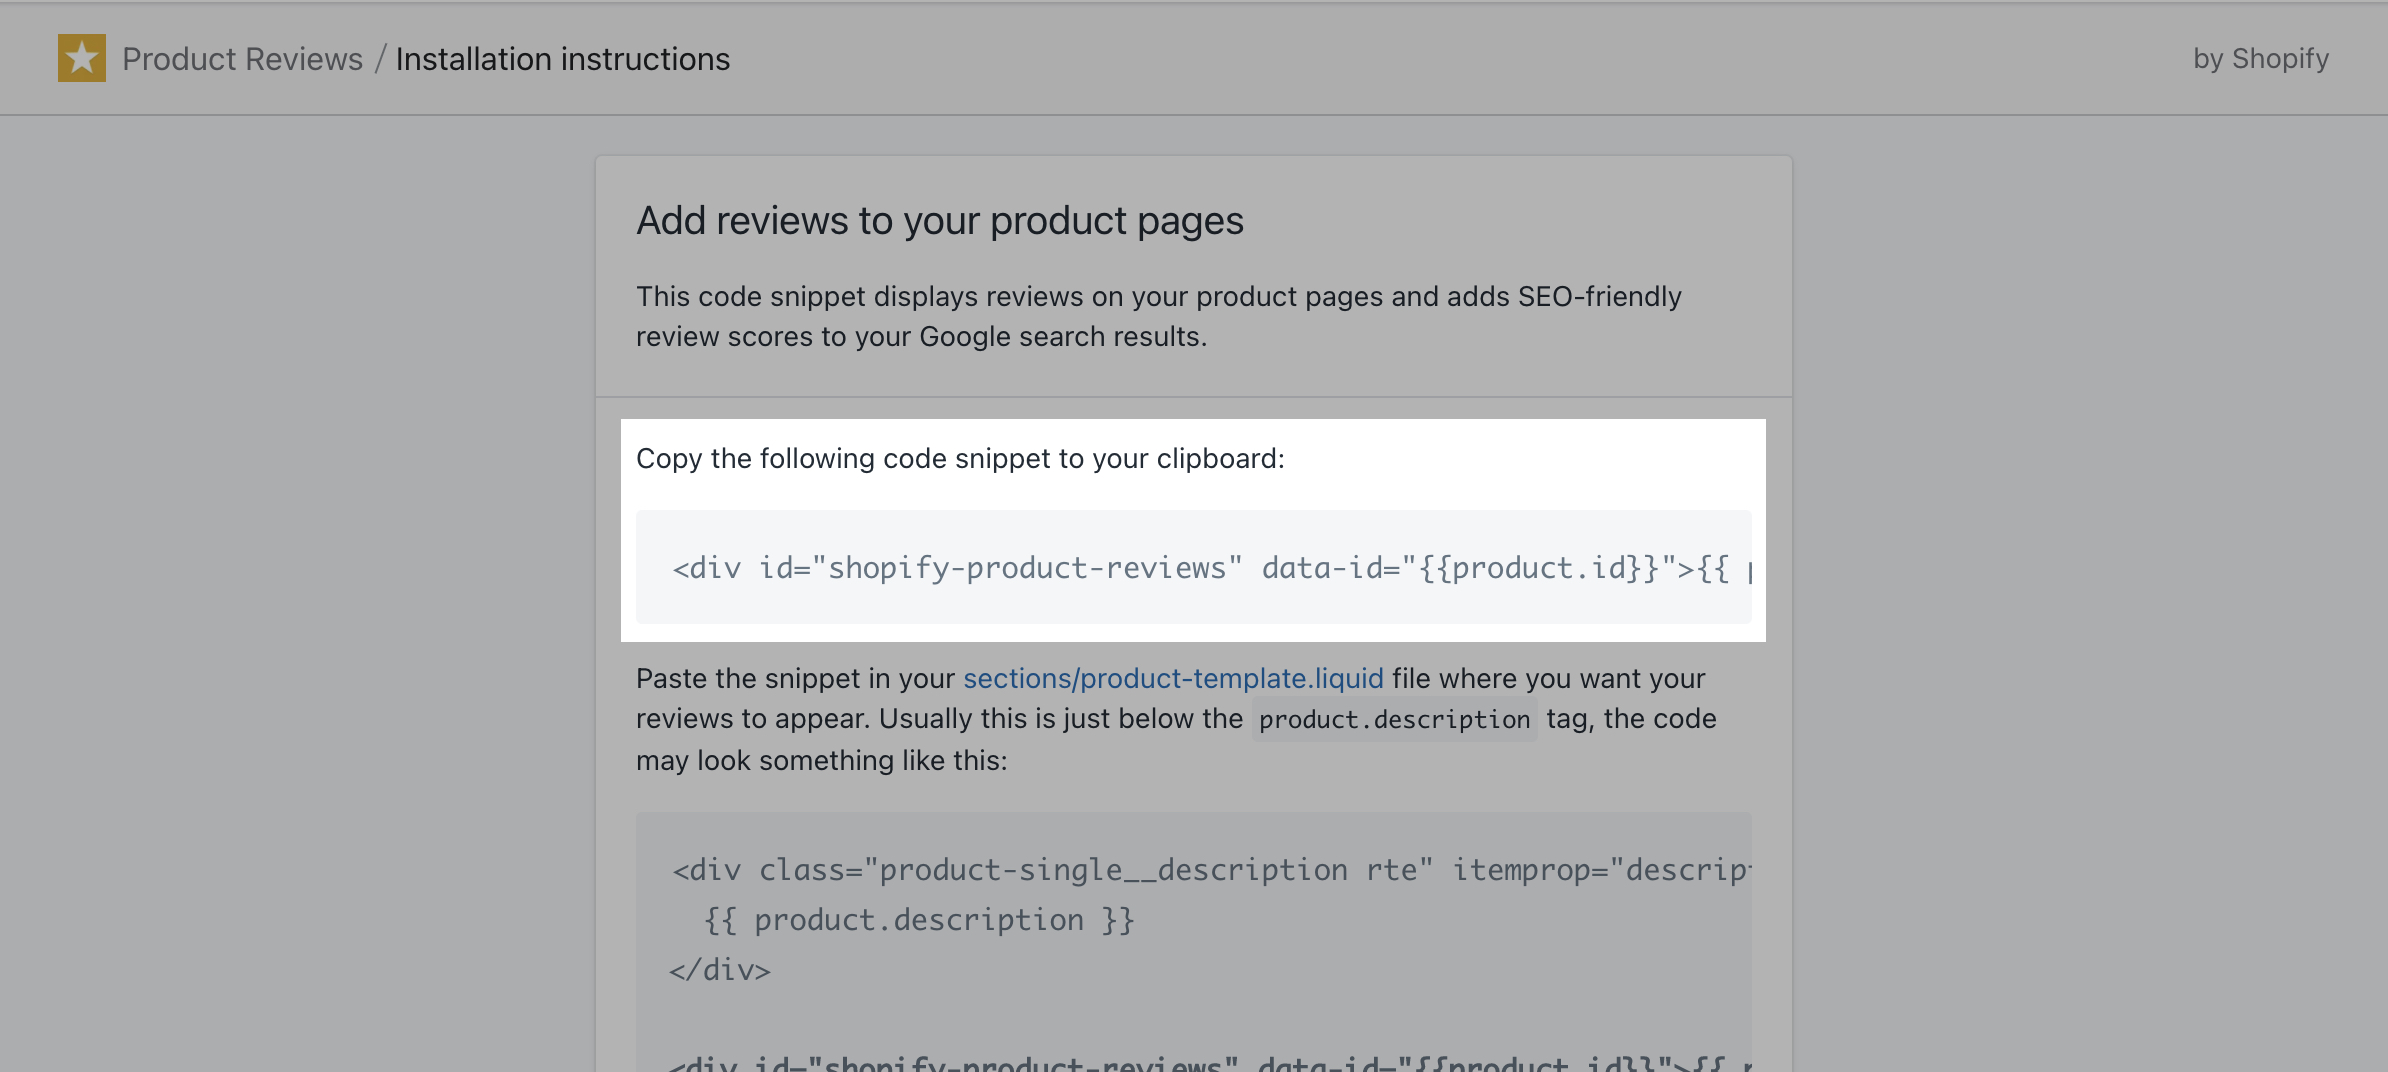 Product Reviews / Installation instructions
by Shopify
Add reviews to your product pages
This code snippet displays reviews on your product pages and adds SEO-friendly
review scores to your Google search results.
Copy the following code snippet to your clipboard:
<div id="shopify-product-reviews" data-id="{{product.id}}">{{
Paste the snippet in your sections/product-template.liquid file where you want your
reviews to appear. Usually this is just below the product.description tag, the code
may look something like this:
<div class="product-single__description rte" itemprop="descrip
{{ product.description }}
</div>
<div id="shopify-product-reviews" data-id="{{product.id}}">{{